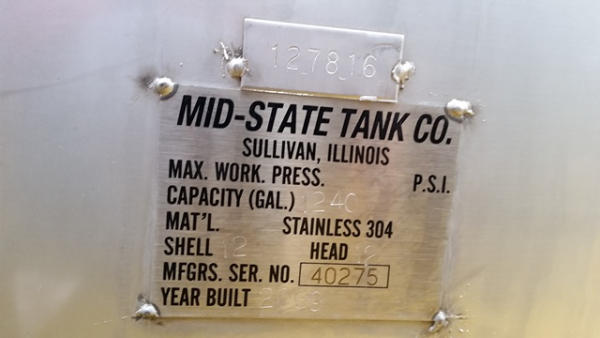 127816
MID-STATE TANK CO.
SULLIVAN, ILLINOIS
MAX. WORK. PRESS. P.S.I.
CAPACITY (GAL.)
MAT'L. STAINLESS 304
SHELL 12 HEAD 12
MFGRS. SER. NO. 40275
YEAR BUILT